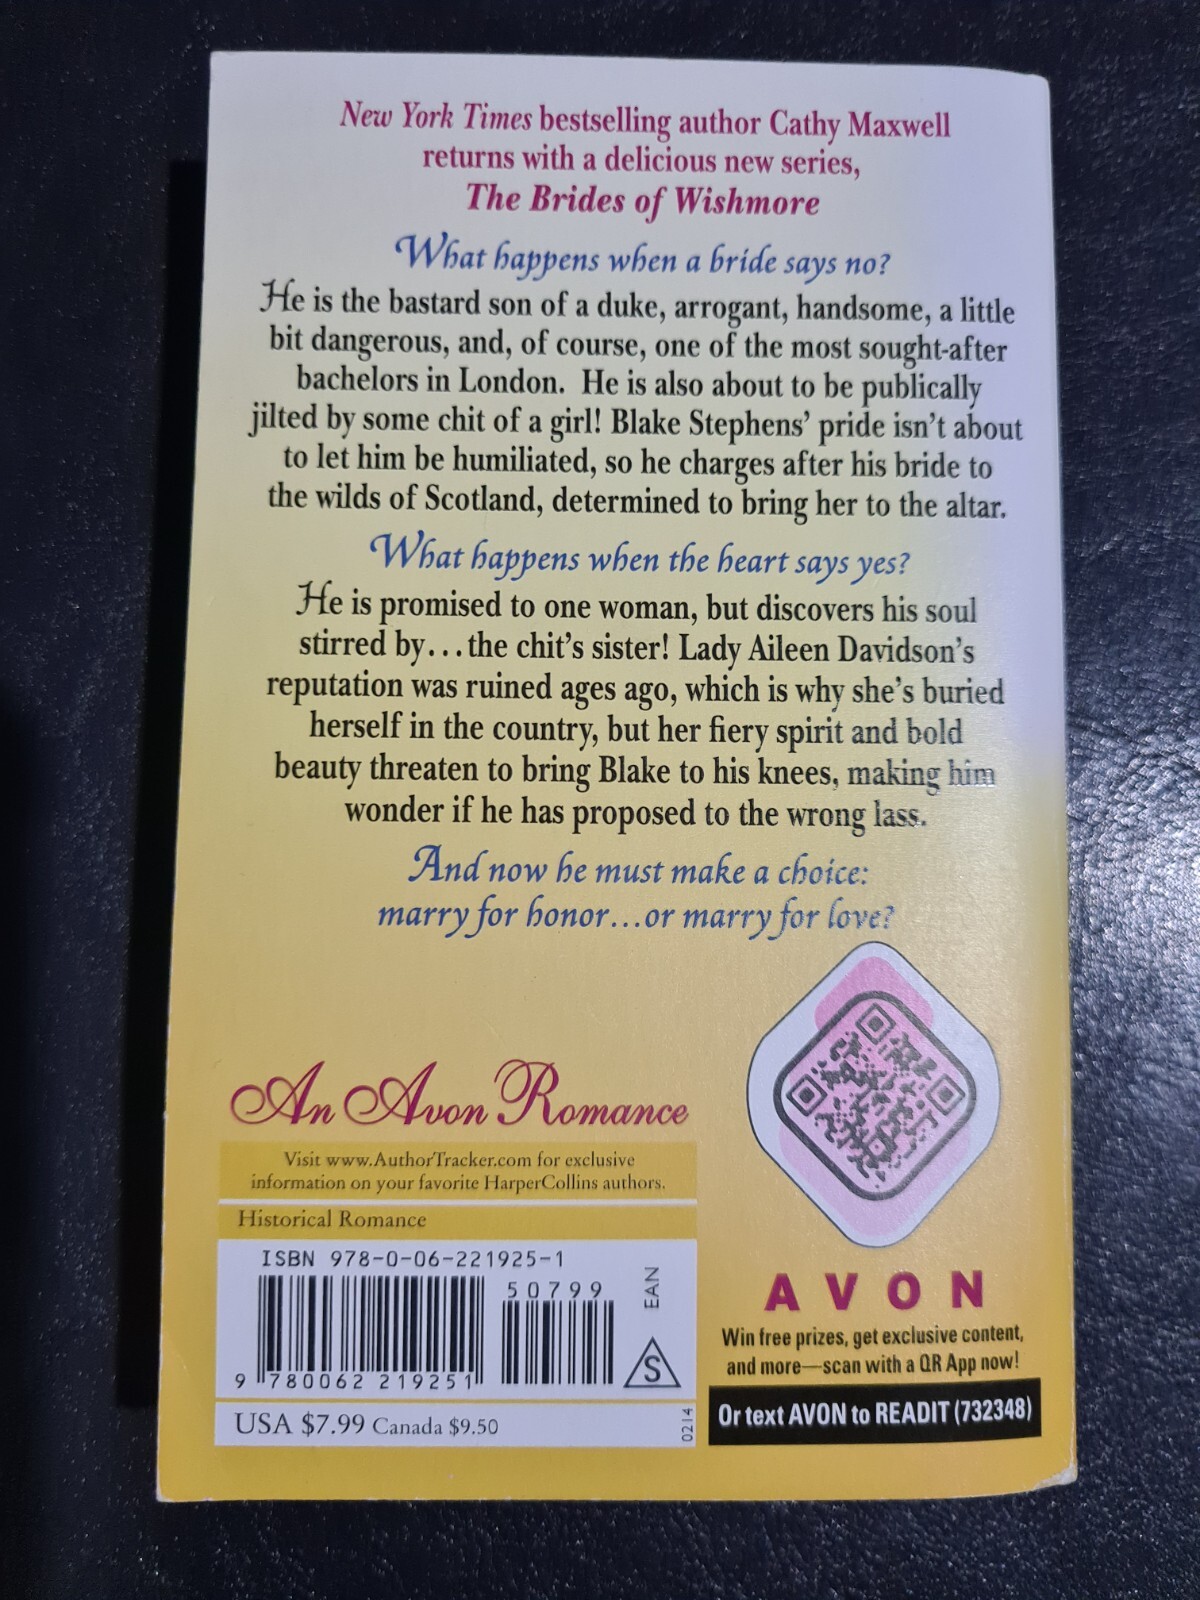 New York Times bestselling author Cathy Maxwell
returns with a delicious new series,
The Brides of Wishmore
What happens when a bride says no?
He is the bastard son of a duke, arrogant, handsome, a little
bit dangerous, and, of course, one of the most sought-after
bachelors in London. He is also about to be publically
jilted by some chit of a girl! Blake Stephens' pride isn't about
to let him be humiliated, so he charges after his bride to
the wilds of Scotland, determined to bring her to the altar.
What happens when the heart says yes?
He is promised to one woman, but discovers his soul
stirred by...the chit's sister! Lady Aileen Davidson's
reputation was ruined ages ago, which is why she's buried
herself in the country, but her fiery spirit and bold
beauty threaten to bring Blake to his knees, making him
wonder if he has proposed to the wrong lass.
And now he must make a choice:
marry for honor...or marry for love?
An Avon Romance
Visit www.AuthorTracker.com for exclusive
information on your favorite HarperCollins authors.
Historical Romance
ISBN 978-0-06-221925-1
50799
EAN
S
9 780062 219251
USA $7.99 Canada $9.50
0214
AVON
Win free prizes, get exclusive content,
and more—scan with a QR App now!
Or text AVON to READIT (732348)